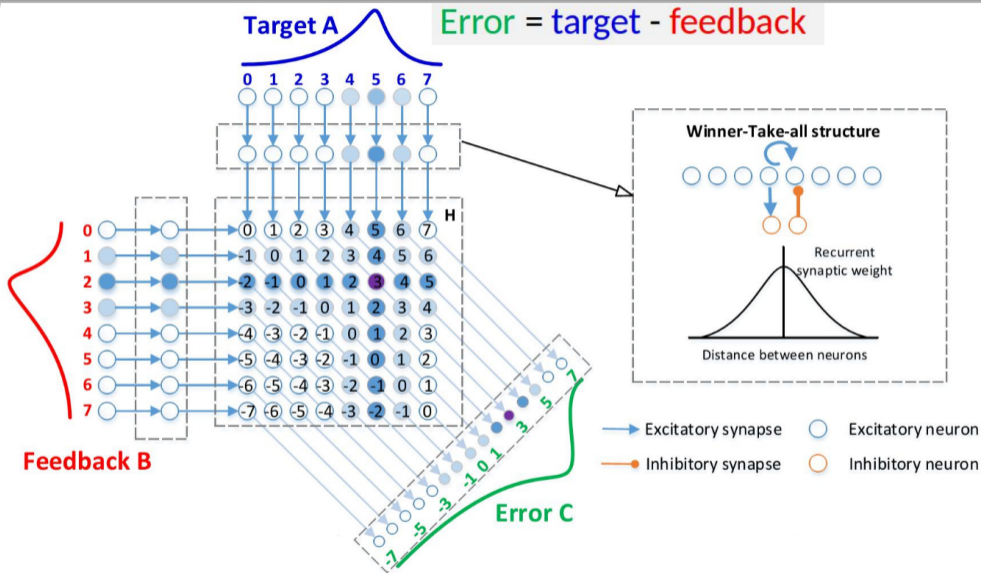 Target A
Error = target - feedback
0 1 2 3 4 5 6 7
Winner-Take-all structure
H
0 0 1 2 3 4 5 6 7
1 -1 0 1 2 3 4 5 6
2 -2 -1 0 1 2 3 4 5
3 -3 -2 -1 0 1 2 3 4
4 -4 -3 -2 -1 0 1 2 3
5 -5 -4 -3 -2 -1 0 1 2
6 -6 -5 -4 -3 -2 -1 0 1
7 -7 -6 -5 -4 -3 -2 -1 0
Feedback B
Recurrent
synaptic weight
Distance between neurons
-7 -5 -3 -1 0 1 3 5 7
Error C
Excitatory synapse
Excitatory neuron
Inhibitory synapse
Inhibitory neuron